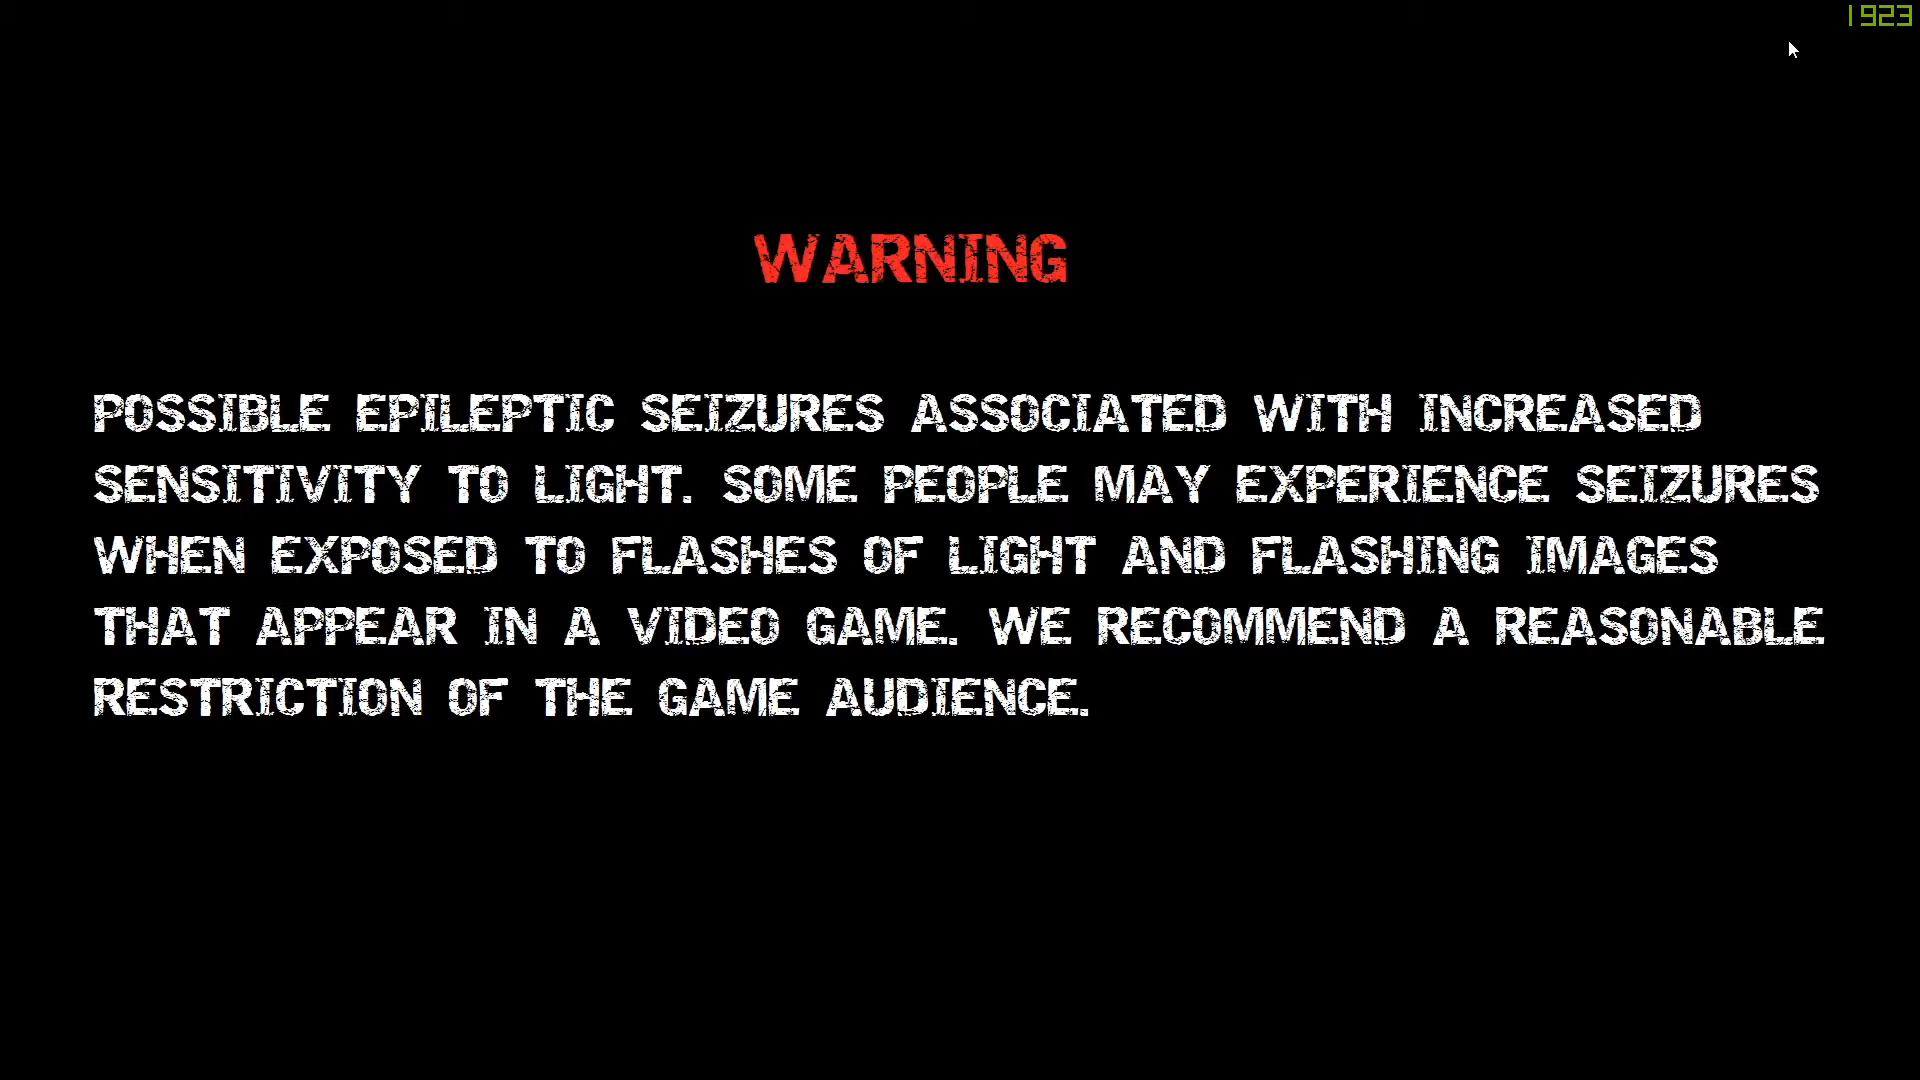 1923
WARNING
POSSIBLE EPILEPTIC SEIZURES ASSOCIATED WITH INCREASED
SENSITIVITY TO LIGHT. SOME PEOPLE MAY EXPERIENCE SEIZURES
WHEN EXPOSED TO FLASHES OF LIGHT AND FLASHING IMAGES
THAT APPEAR IN A VIDEO GAME. WE RECOMMEND A REASONABLE
RESTRICTION OF THE GAME AUDIENCE.